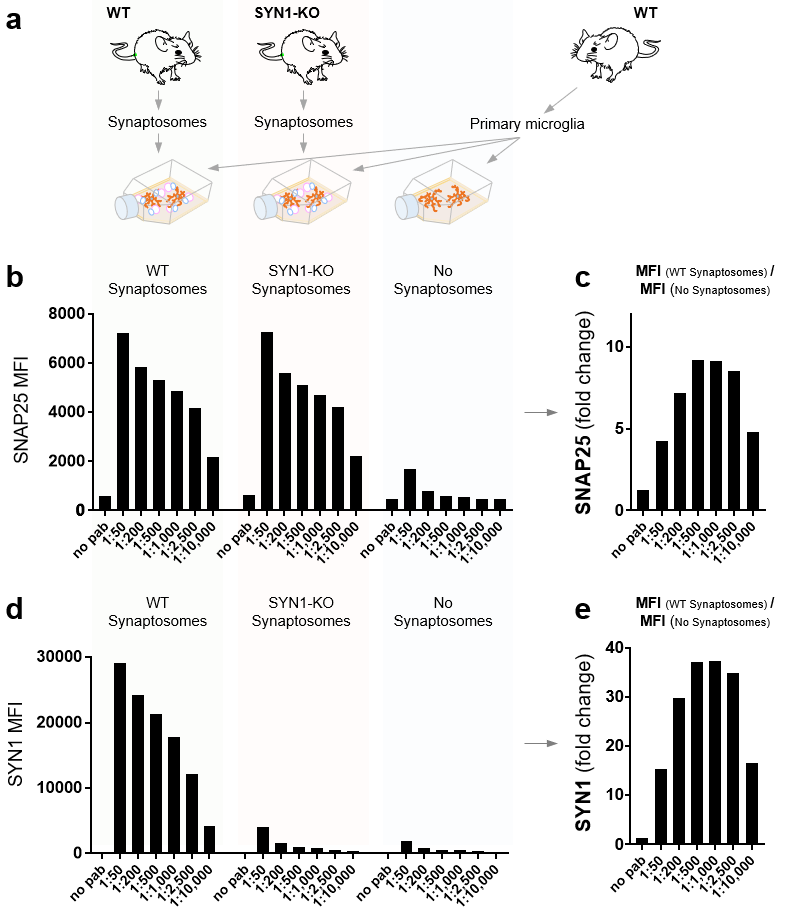 a
WT
SYN1-KO
WT
Synaptosomes
Synaptosomes
Primary microglia
b
WT
Synaptosomes
SYN1-KO
Synaptosomes
No
Synaptosomes
c
MFI (WT Synaptosomes) /
MFI (No Synaptosomes)
SNAP25 MFI
8000
6000
4000
2000
0
no pab
1:50
1:200
1:500
1:1,000
1:2,500
1:10,000
no pab
1:50
1:200
1:500
1:1,000
1:2,500
1:10,000
no pab
1:50
1:200
1:500
1:1,000
1:2,500
1:10,000
SNAP25 (fold change)
10
5
0
no pab
1:50
1:200
1:500
1:1,000
1:2,500
1:10,000
d
WT
Synaptosomes
SYN1-KO
Synaptosomes
No
Synaptosomes
e
MFI (WT Synaptosomes) /
MFI (No Synaptosomes)
SYN1 MFI
30000
20000
10000
0
no pab
1:50
1:200
1:500
1:1,000
1:2,500
1:10,000
no pab
1:50
1:200
1:500
1:1,000
1:2,500
1:10,000
no pab
1:50
1:200
1:500
1:1,000
1:2,500
1:10,000
SYN1 (fold change)
40
30
20
10
0
no pab
1:50
1:200
1:500
1:1,000
1:2,500
1:10,000